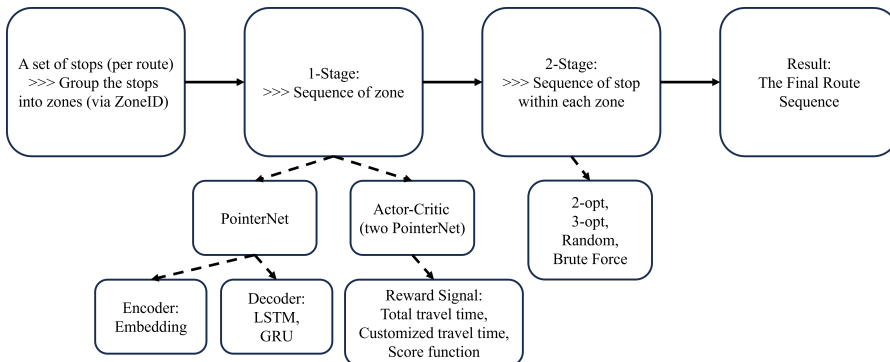 A set of stops (per route)
>>> Group the stops
into zones (via ZoneID)
1-Stage:
>>> Sequence of zone
2-Stage:
>>> Sequence of stop
within each zone
Result:
The Final Route
Sequence
PointerNet
Actor-Critic
(two PointerNet)
2-opt,
3-opt,
Random,
Brute Force
Encoder:
Embedding
Decoder:
LSTM,
GRU
Reward Signal:
Total travel time,
Customized travel time,
Score function